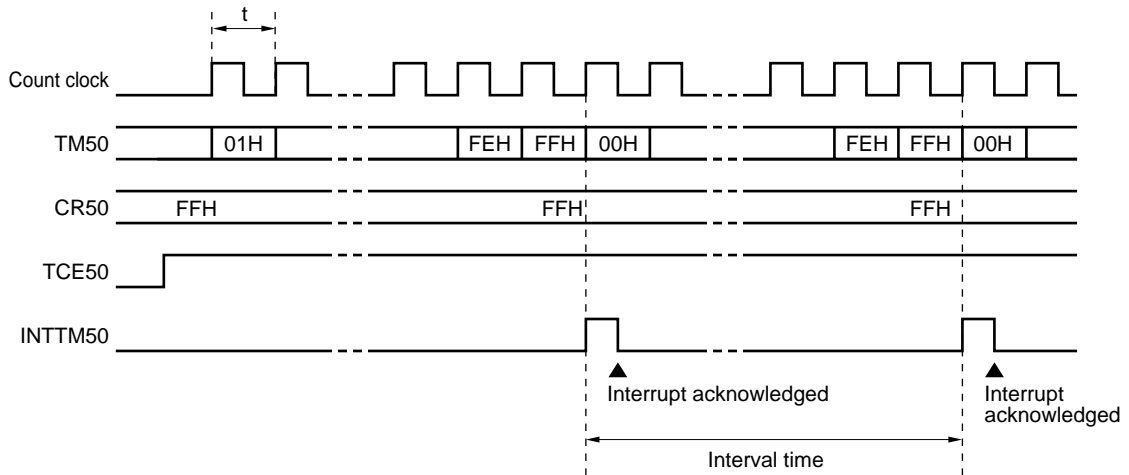 t
Count clock
TM50 01H FEH FFH 00H FEH FFH 00H
CR50 FFH FFH FFH
TCE50
INTTM50
Interrupt acknowledged Interrupt
acknowledged
Interval time